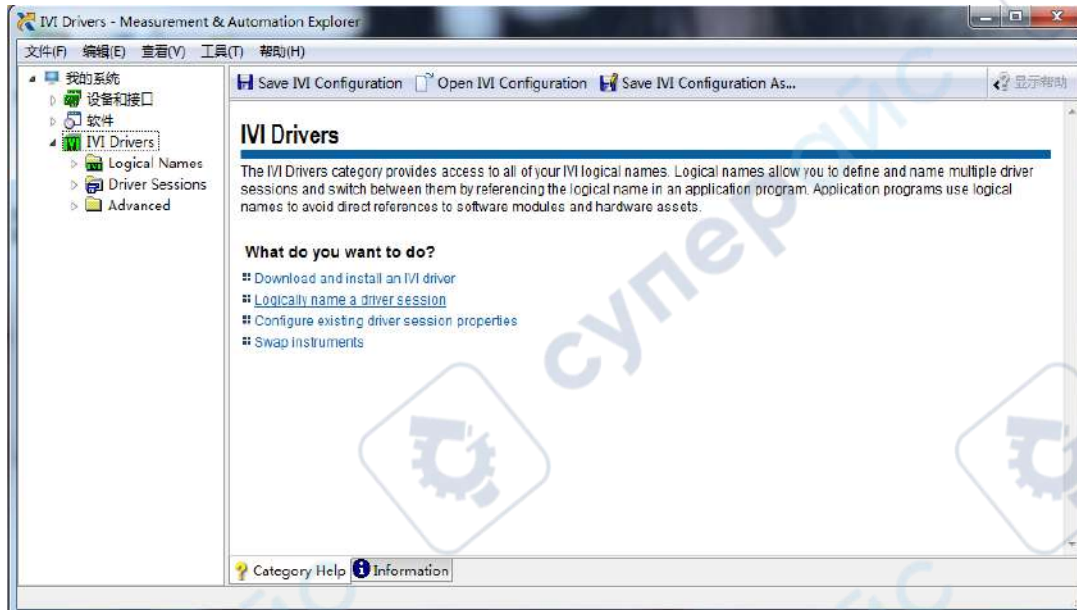 IVI Drivers - Measurement & Automation Explorer
文件(F) 编辑(E) 查看(V) 工具(T) 帮助(H)
我的系统
设备和接口
软件
IVI Drivers
Logical Names
Driver Sessions
Advanced
Save IVI Configuration Open IVI Configuration Save IVI Configuration As... 显示帮助
IVI Drivers
The IVI Drivers category provides access to all of your IVI logical names. Logical names allow you to define and name multiple driver
sessions and switch between them by referencing the logical name in an application program. Application programs use logical
names to avoid direct references to software modules and hardware assets.
What do you want to do?
Download and install an IVI driver
Logically name a driver session
Configure existing driver session properties
Swap instruments
Category Help Information
суперайс